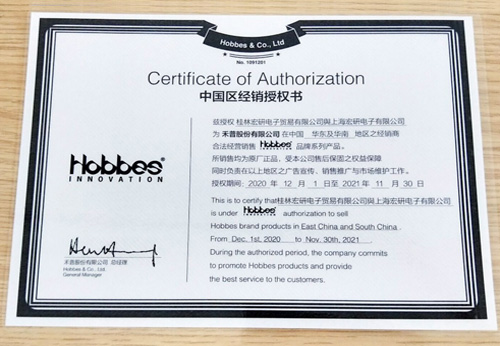 Hobbes & Co., Ltd
No. 1091201
Certificate of Authorization
中国区经销授权书
兹授权 桂林宏研电子贸易有限公司與上海宏研电子有限公司
为 禾普股份有限公司 在中国 华东及华南 地区之经销商
合法经营销售 Hobbes 品牌系列产品。
所销售均为原厂正品，受本公司售后保固之权益保障
同时负责在以上地区之广告宣传、销售推广与市场维护工作。
授权期间：2020 年 12 月 1 日至 2021 年 11 月 30 日
Hobbes®
INNOVATION
This is to certify that桂林宏研电子贸易有限公司與上海宏研电子有限公司
is under Hobbes authorization to sell
Hobbes brand products in East China and South China .
From Dec. 1st, 2020 to Nov. 30th, 2021 .
During the authorized period, the company commits
to promote Hobbes products and provide
the best service to the customers.
禾普股份有限公司 总经理
Hobbes & Co., Ltd.
General Manager